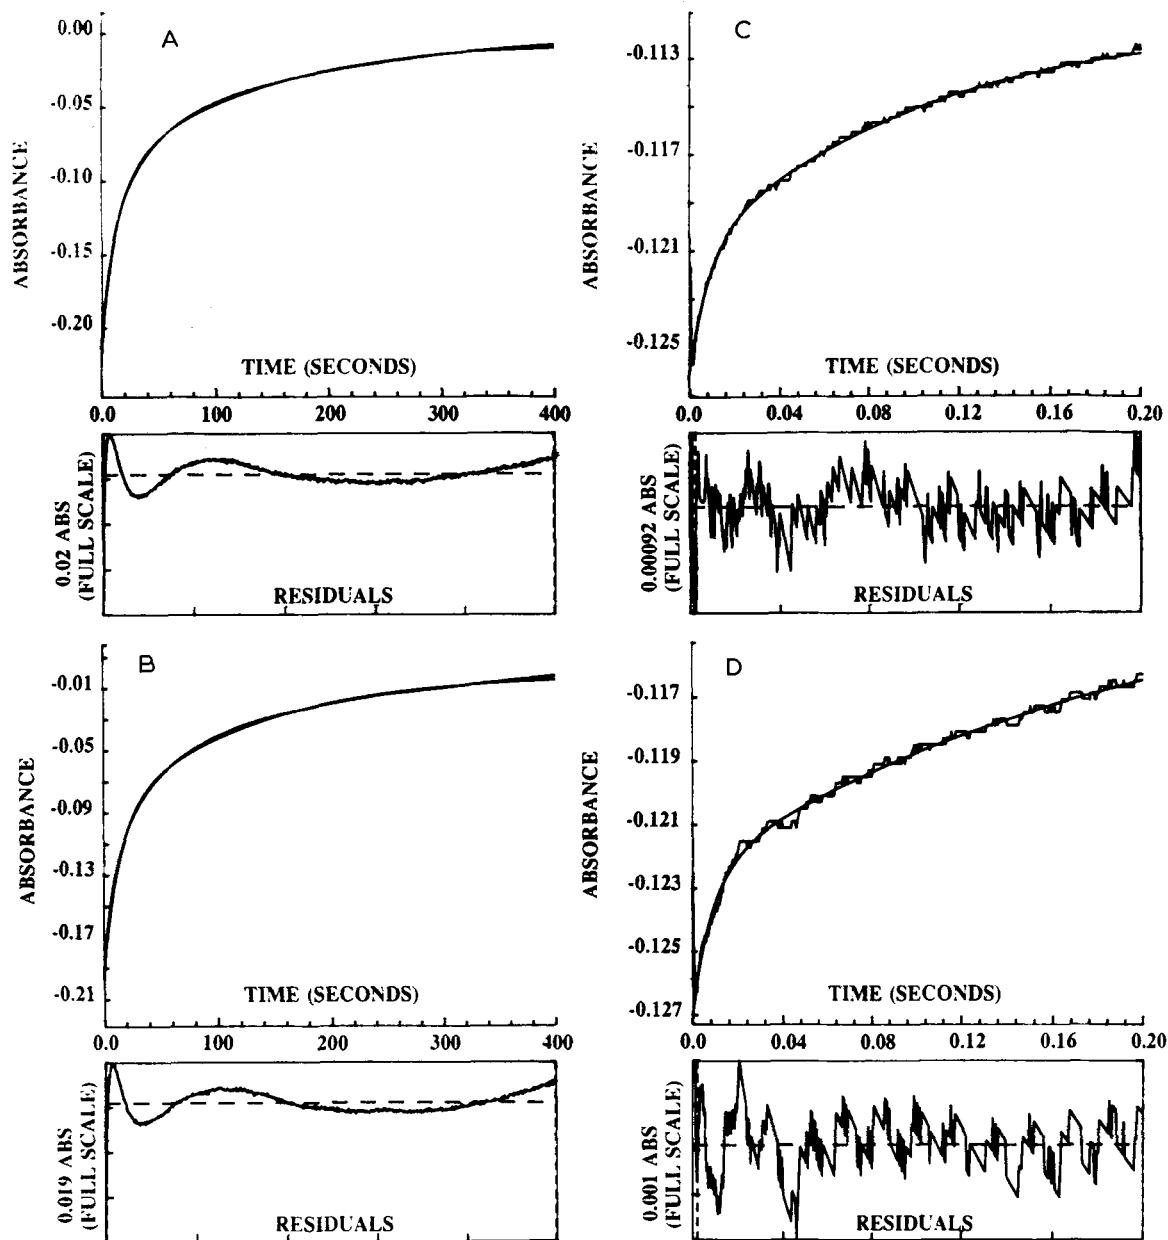 A
0.00
-0.05
-0.10
-0.15
-0.20
ABSORBANCE
TIME (SECONDS)
0.0 100 200 300 400
0.02 ABS
(FULL SCALE)
RESIDUALS
B
-0.01
-0.05
-0.09
-0.13
-0.17
-0.21
ABSORBANCE
TIME (SECONDS)
0.0 100 200 300 400
0.019 ABS
(FULL SCALE)
RESIDUALS
C
-0.113
-0.117
-0.121
-0.125
ABSORBANCE
TIME (SECONDS)
0.0 0.04 0.08 0.12 0.16 0.20
0.00092 ABS
(FULL SCALE)
RESIDUALS
D
-0.117
-0.119
-0.121
-0.123
-0.125
-0.127
ABSORBANCE
TIME (SECONDS)
0.0 0.04 0.08 0.12 0.16 0.20
0.001 ABS
(FULL SCALE)
RESIDUALS